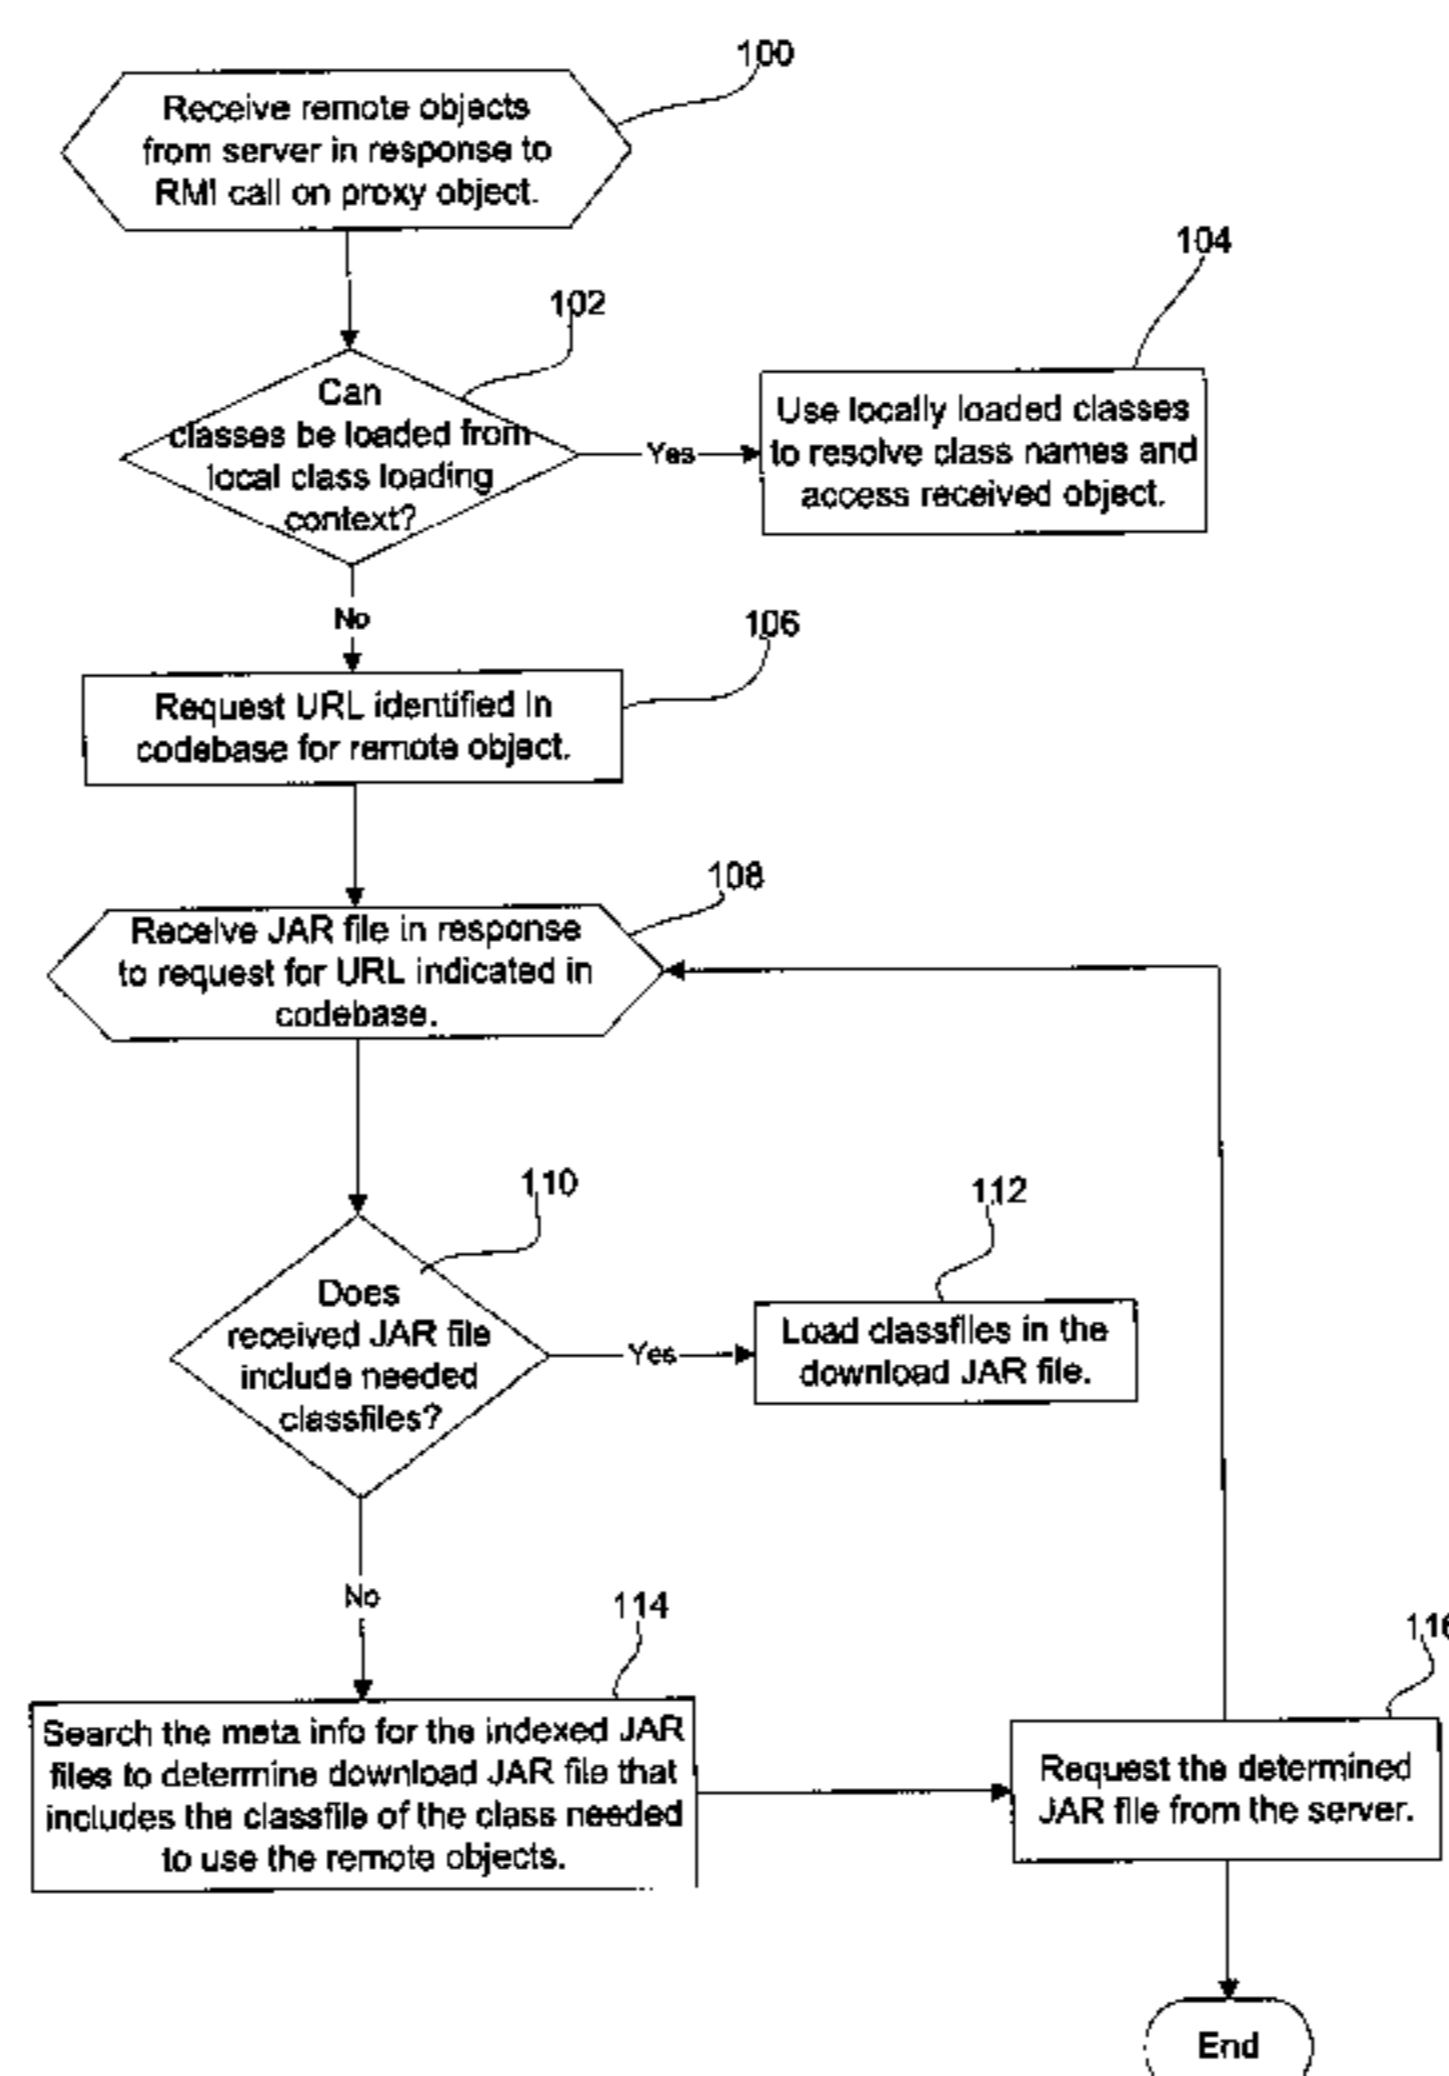 100
Receive remote objects
from server in response to
RMI call on proxy object.
104
102
Can
classes be loaded from
local class loading
context?
Yes
Use locally loaded classes
to resolve class names and
access received object.
No
106
Request URL identified in
codebase for remote object.
108
Receive JAR file in response
to request for URL indicated in
codebase.
110
112
Does
received JAR file
include needed
classfiles?
Yes
Load classfiles in the
download JAR file.
No
114
116
Search the meta info for the indexed JAR
files to determine download JAR file that
includes the classfile of the class needed
to use the remote objects.
Request the determined
JAR file from the server.
End